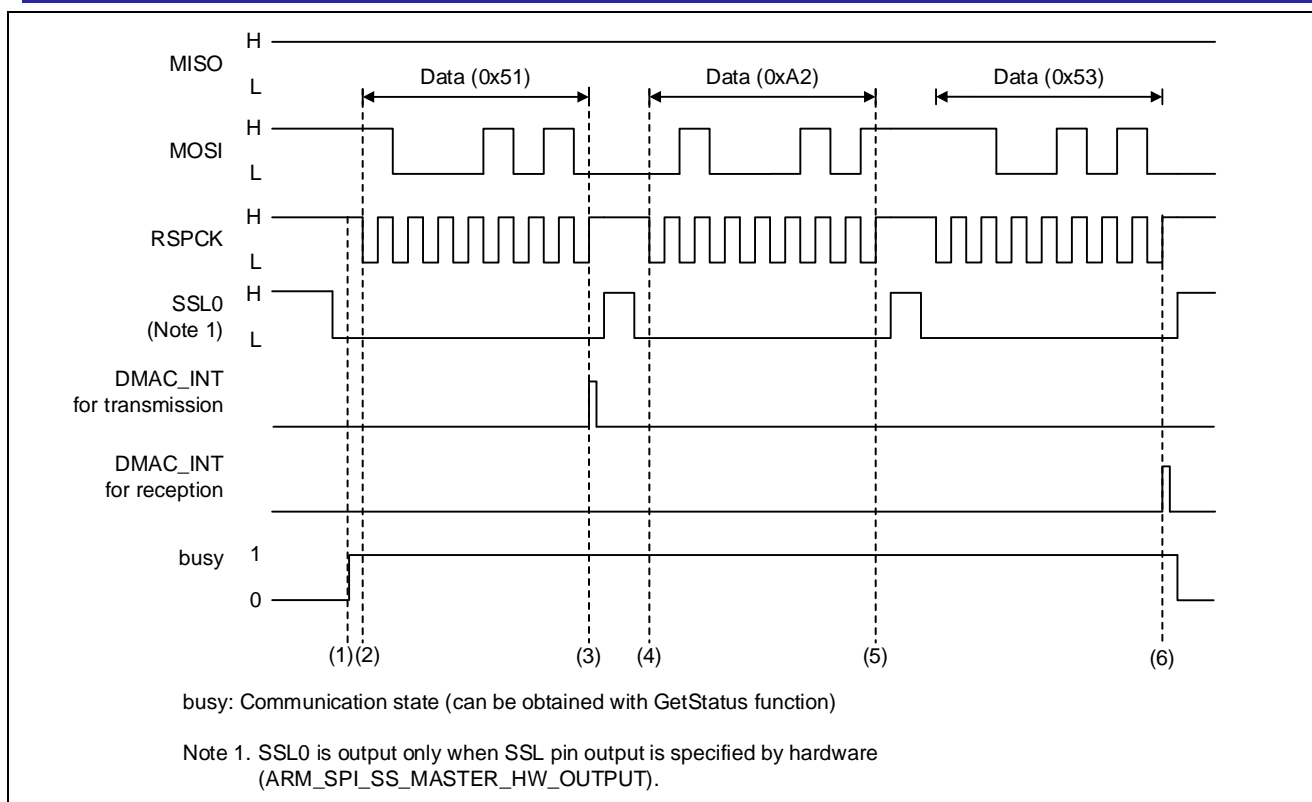 H
MISO
L
Data (0x51)
Data (0xA2)
Data (0x53)
H
MOSI
L
H
RSPCK
L
H
SSL0
(Note 1)
L
DMAC_INT
for transmission
DMAC_INT
for reception
busy
1
0
(1)
(2)
(3)
(4)
(5)
(6)
busy: Communication state (can be obtained with GetStatus function)
Note 1. SSL0 is output only when SSL pin output is specified by hardware
(ARM_SPI_SS_MASTER_HW_OUTPUT).